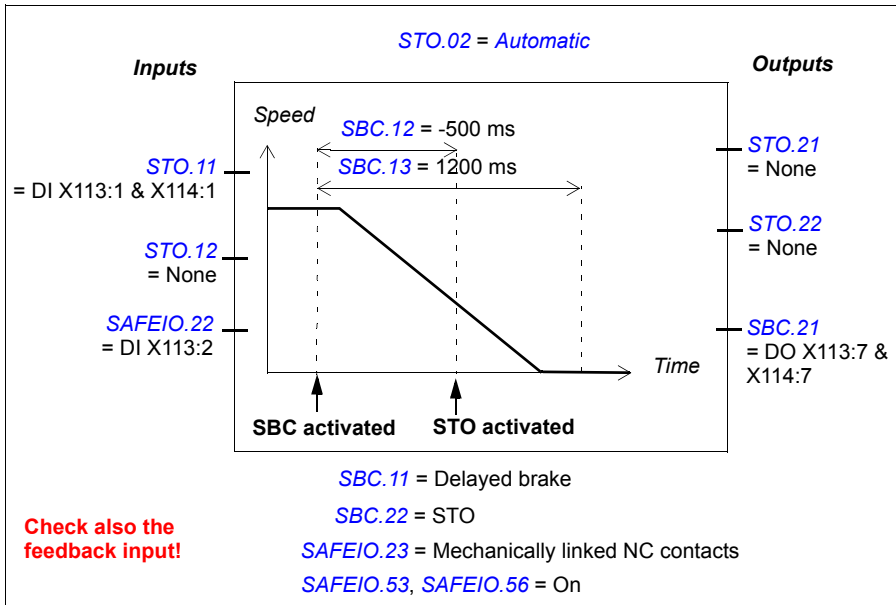 STO.02 = Automatic
Inputs
Outputs
Speed
SBC.12 = -500 ms
SBC.13 = 1200 ms
STO.11
= DI X113:1 & X114:1
STO.12
= None
SAFEIO.22
= DI X113:2
STO.21
= None
STO.22
= None
SBC.21
= DO X113:7 &
X114:7
Time
SBC activated
STO activated
SBC.11 = Delayed brake
SBC.22 = STO
SAFEIO.23 = Mechanically linked NC contacts
SAFEIO.53, SAFEIO.56 = On
Check also the
feedback input!